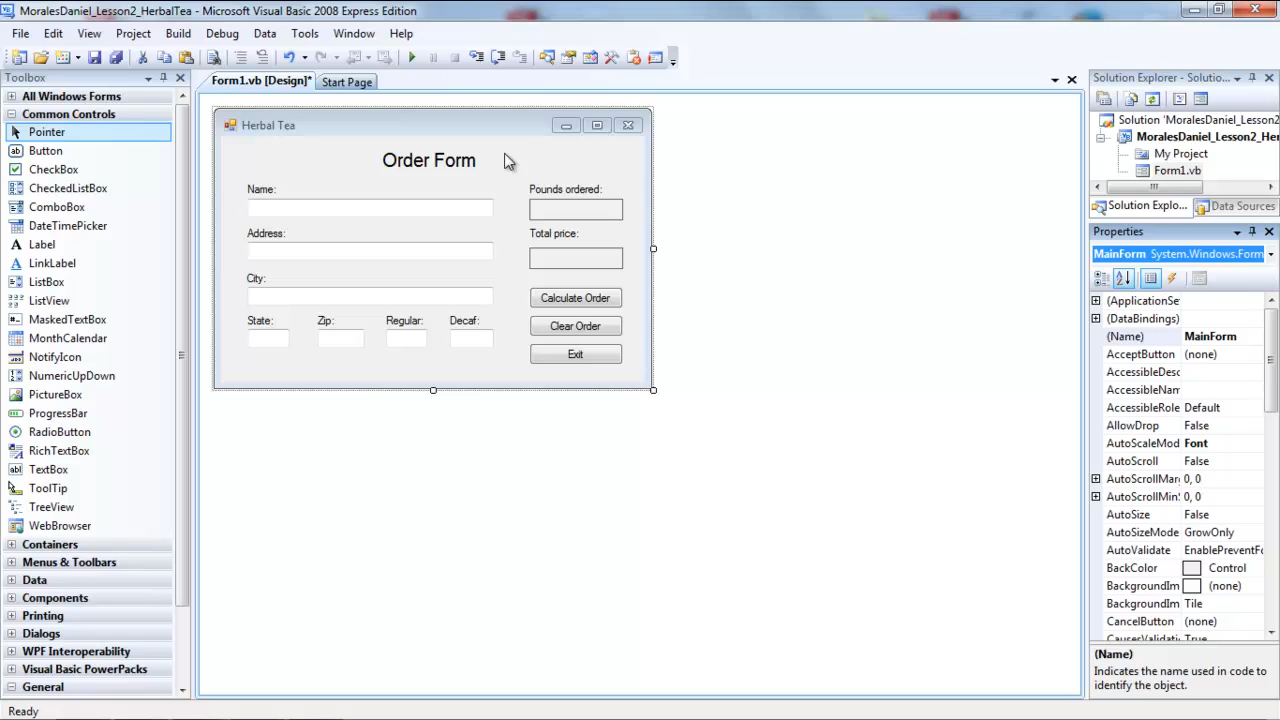 MoralesDaniel_Lesson2_HerbalTea - Microsoft Visual Basic 2008 Express Edition
File Edit View Project Build Debug Data Tools Window Help
Toolbox
All Windows Forms
Common Controls
Pointer
Button
CheckBox
CheckedListBox
ComboBox
DateTimePicker
Label
LinkLabel
ListBox
ListView
MaskedTextBox
MonthCalendar
NotifyIcon
NumericUpDown
PictureBox
ProgressBar
RadioButton
RichTextBox
TextBox
ToolTip
TreeView
WebBrowser
Containers
Menus & Toolbars
Data
Components
Printing
Dialogs
WPF Interoperability
Visual Basic PowerPacks
General
Form1.vb [Design]* Start Page
Herbal Tea
Order Form
Name:
Address:
City:
State: Zip: Regular: Decaf:
Pounds ordered:
Total price:
Calculate Order
Clear Order
Exit
Solution Explorer - Solutio...
Solution 'MoralesDaniel_Lesson2
MoralesDaniel_Lesson2_He
My Project
Form1.vb
Solution Explo... Data Sources
Properties
MainForm System.Windows.Form
(ApplicationSe
(DataBindings)
(Name) MainForm
AcceptButton (none)
AccessibleDesc
AccessibleNam
AccessibleRole Default
AllowDrop False
AutoScaleMod Font
AutoScroll False
AutoScrollMarg 0, 0
AutoScrollMinS 0, 0
AutoSize False
AutoSizeMode GrowOnly
AutoValidate EnablePreventFo
BackColor Control
BackgroundIm (none)
BackgroundIm Tile
CancelButton (none)
CausesValidati True
(Name)
Indicates the name used in code to
identify the object.
Ready